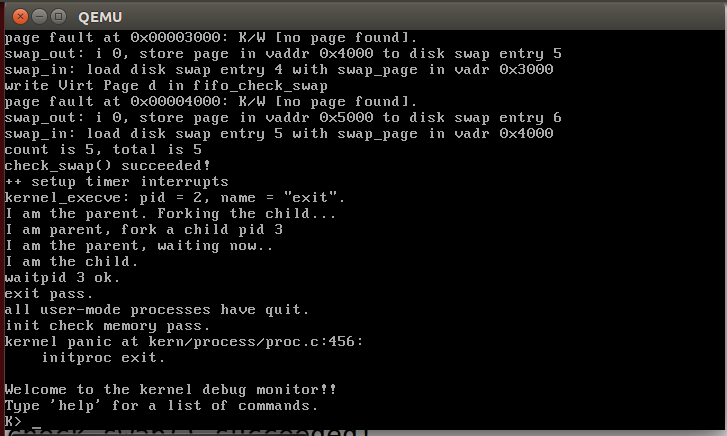 QEMU
page fault at 0x00003000: K/W [no page found].
swap_out: i 0, store page in vaddr 0x4000 to disk swap entry 5
swap_in: load disk swap entry 4 with swap_page in vadr 0x3000
write Virt Page d in fifo_check_swap
page fault at 0x00004000: K/W [no page found].
swap_out: i 0, store page in vaddr 0x5000 to disk swap entry 6
swap_in: load disk swap entry 5 with swap_page in vadr 0x4000
count is 5, total is 5
check_swap() succeeded!
++ setup timer interrupts
kernel_execve: pid = 2, name = "exit".
I am the parent. Forking the child...
I am parent, fork a child pid 3
I am the parent, waiting now..
I am the child.
waitpid 3 ok.
exit pass.
all user-mode processes have quit.
init check memory pass.
kernel panic at kern/process/proc.c:456:
    initproc exit.
Welcome to the kernel debug monitor!!
Type 'help' for a list of commands.
K> _